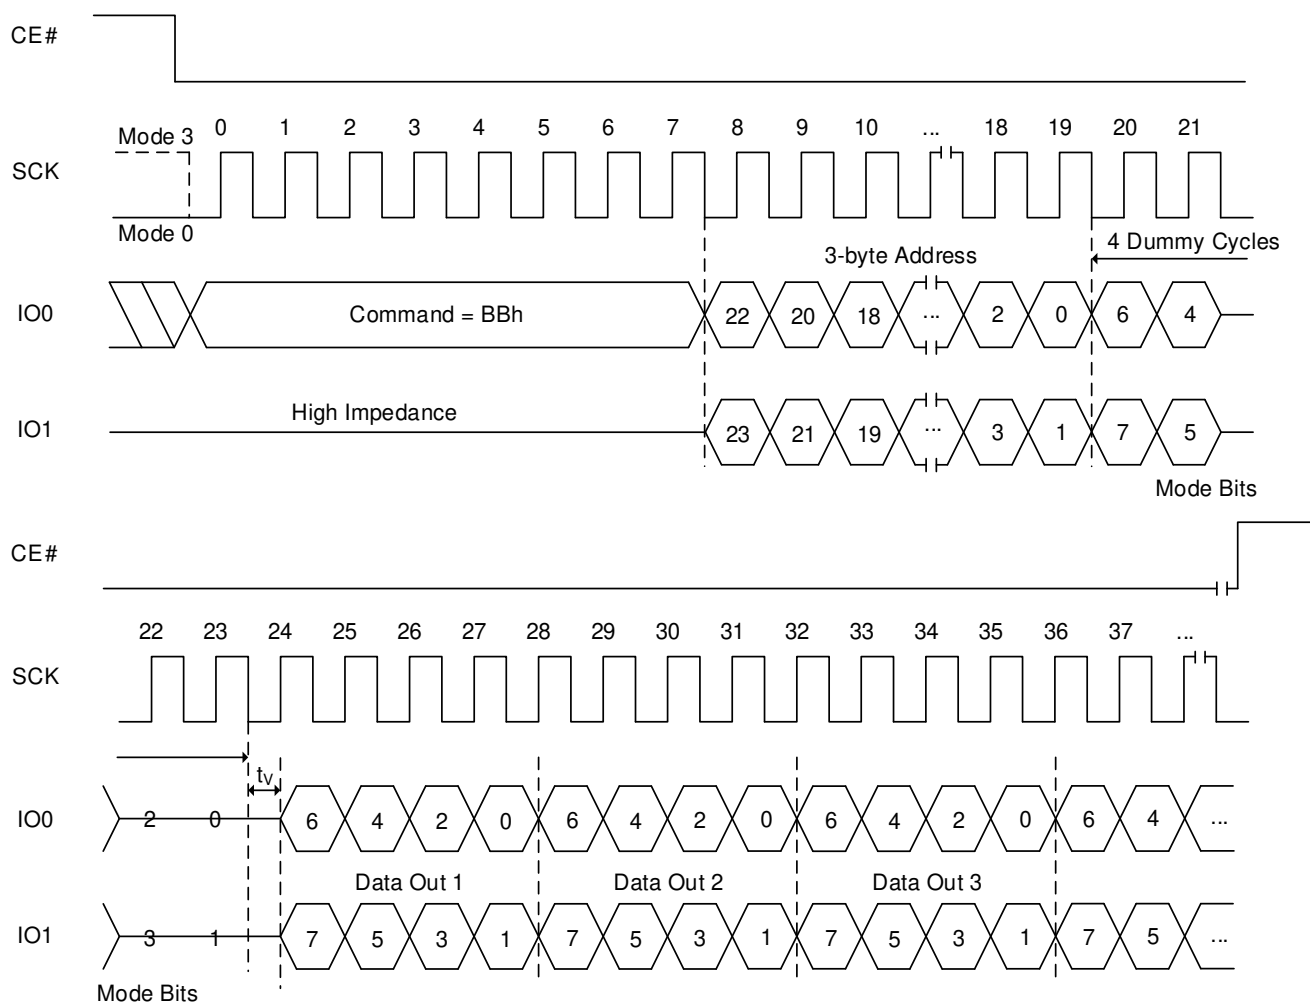 CE#
Mode 3 0 1 2 3 4 5 6 7 8 9 10 ... 18 19 20 21
SCK
Mode 0
3-byte Address 4 Dummy Cycles
IO0 Command = BBh 22 20 18 ... 2 0 6 4
High Impedance
IO1 23 21 19 ... 3 1 7 5
Mode Bits
CE#
22 23 24 25 26 27 28 29 30 31 32 33 34 35 36 37 ...
SCK
tV
IO0 2 0 6 4 2 0 6 4 2 0 6 4 2 0 6 4 ...
Data Out 1 Data Out 2 Data Out 3
IO1 3 1 7 5 3 1 7 5 3 1 7 5 3 1 7 5 ...
Mode Bits